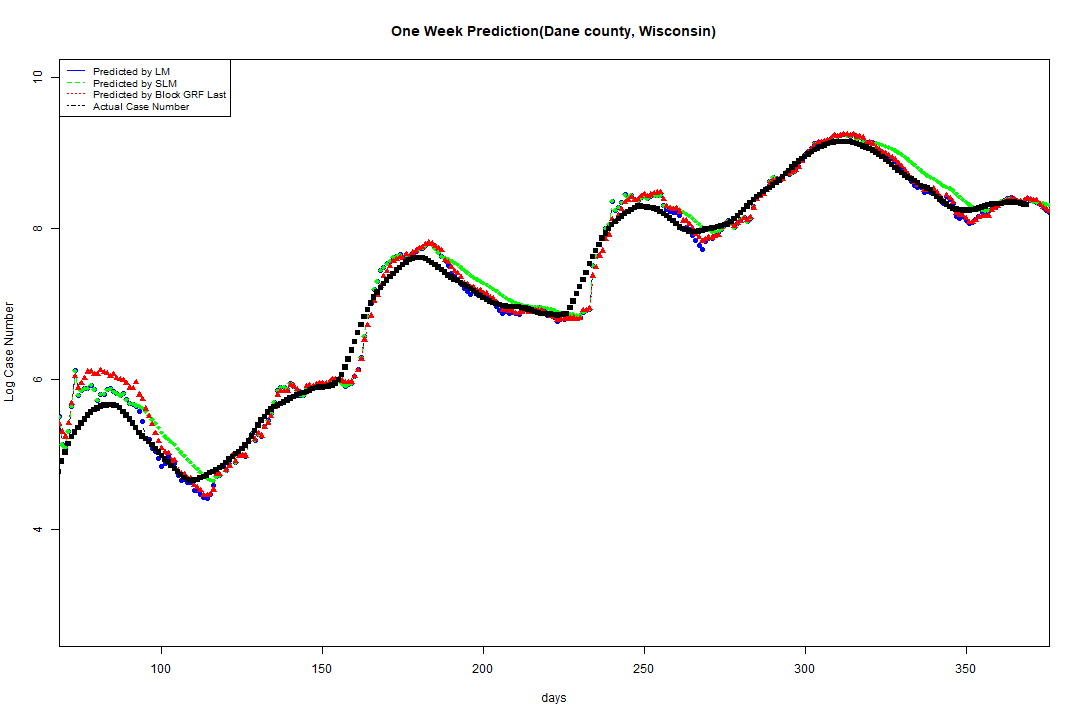 One Week Prediction(Dane county, Wisconsin)
Predicted by LM
Predicted by SLM
Predicted by Block GRF Last
Actual Case Number
10
8
6
4
Log Case Number
100 150 200 250 300 350
days